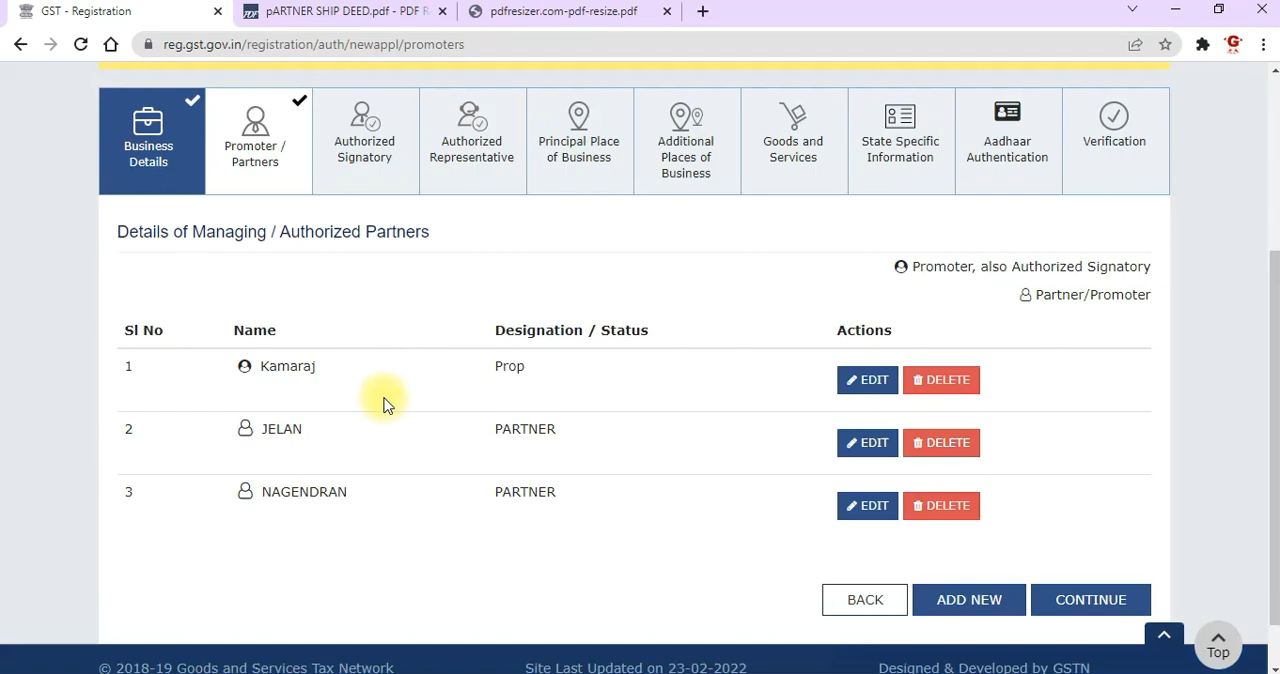 GST - Registration
pARTNER SHIP DEED.pdf - PDF R
pdfresizer.com-pdf-resize.pdf
reg.gst.gov.in/registration/auth/newappl/promoters
Business Details
Promoter / Partners
Authorized Signatory
Authorized Representative
Principal Place of Business
Additional Places of Business
Goods and Services
State Specific Information
Aadhaar Authentication
Verification
Details of Managing / Authorized Partners
Promoter, also Authorized Signatory
Partner/Promoter
Sl No Name Designation / Status Actions
1 Kamaraj Prop EDIT DELETE
2 JELAN PARTNER EDIT DELETE
3 NAGENDRAN PARTNER EDIT DELETE
BACK ADD NEW CONTINUE
Top
© 2018-19 Goods and Services Tax Network Site Last Updated on 23-02-2022 Designed & Developed by GSTN